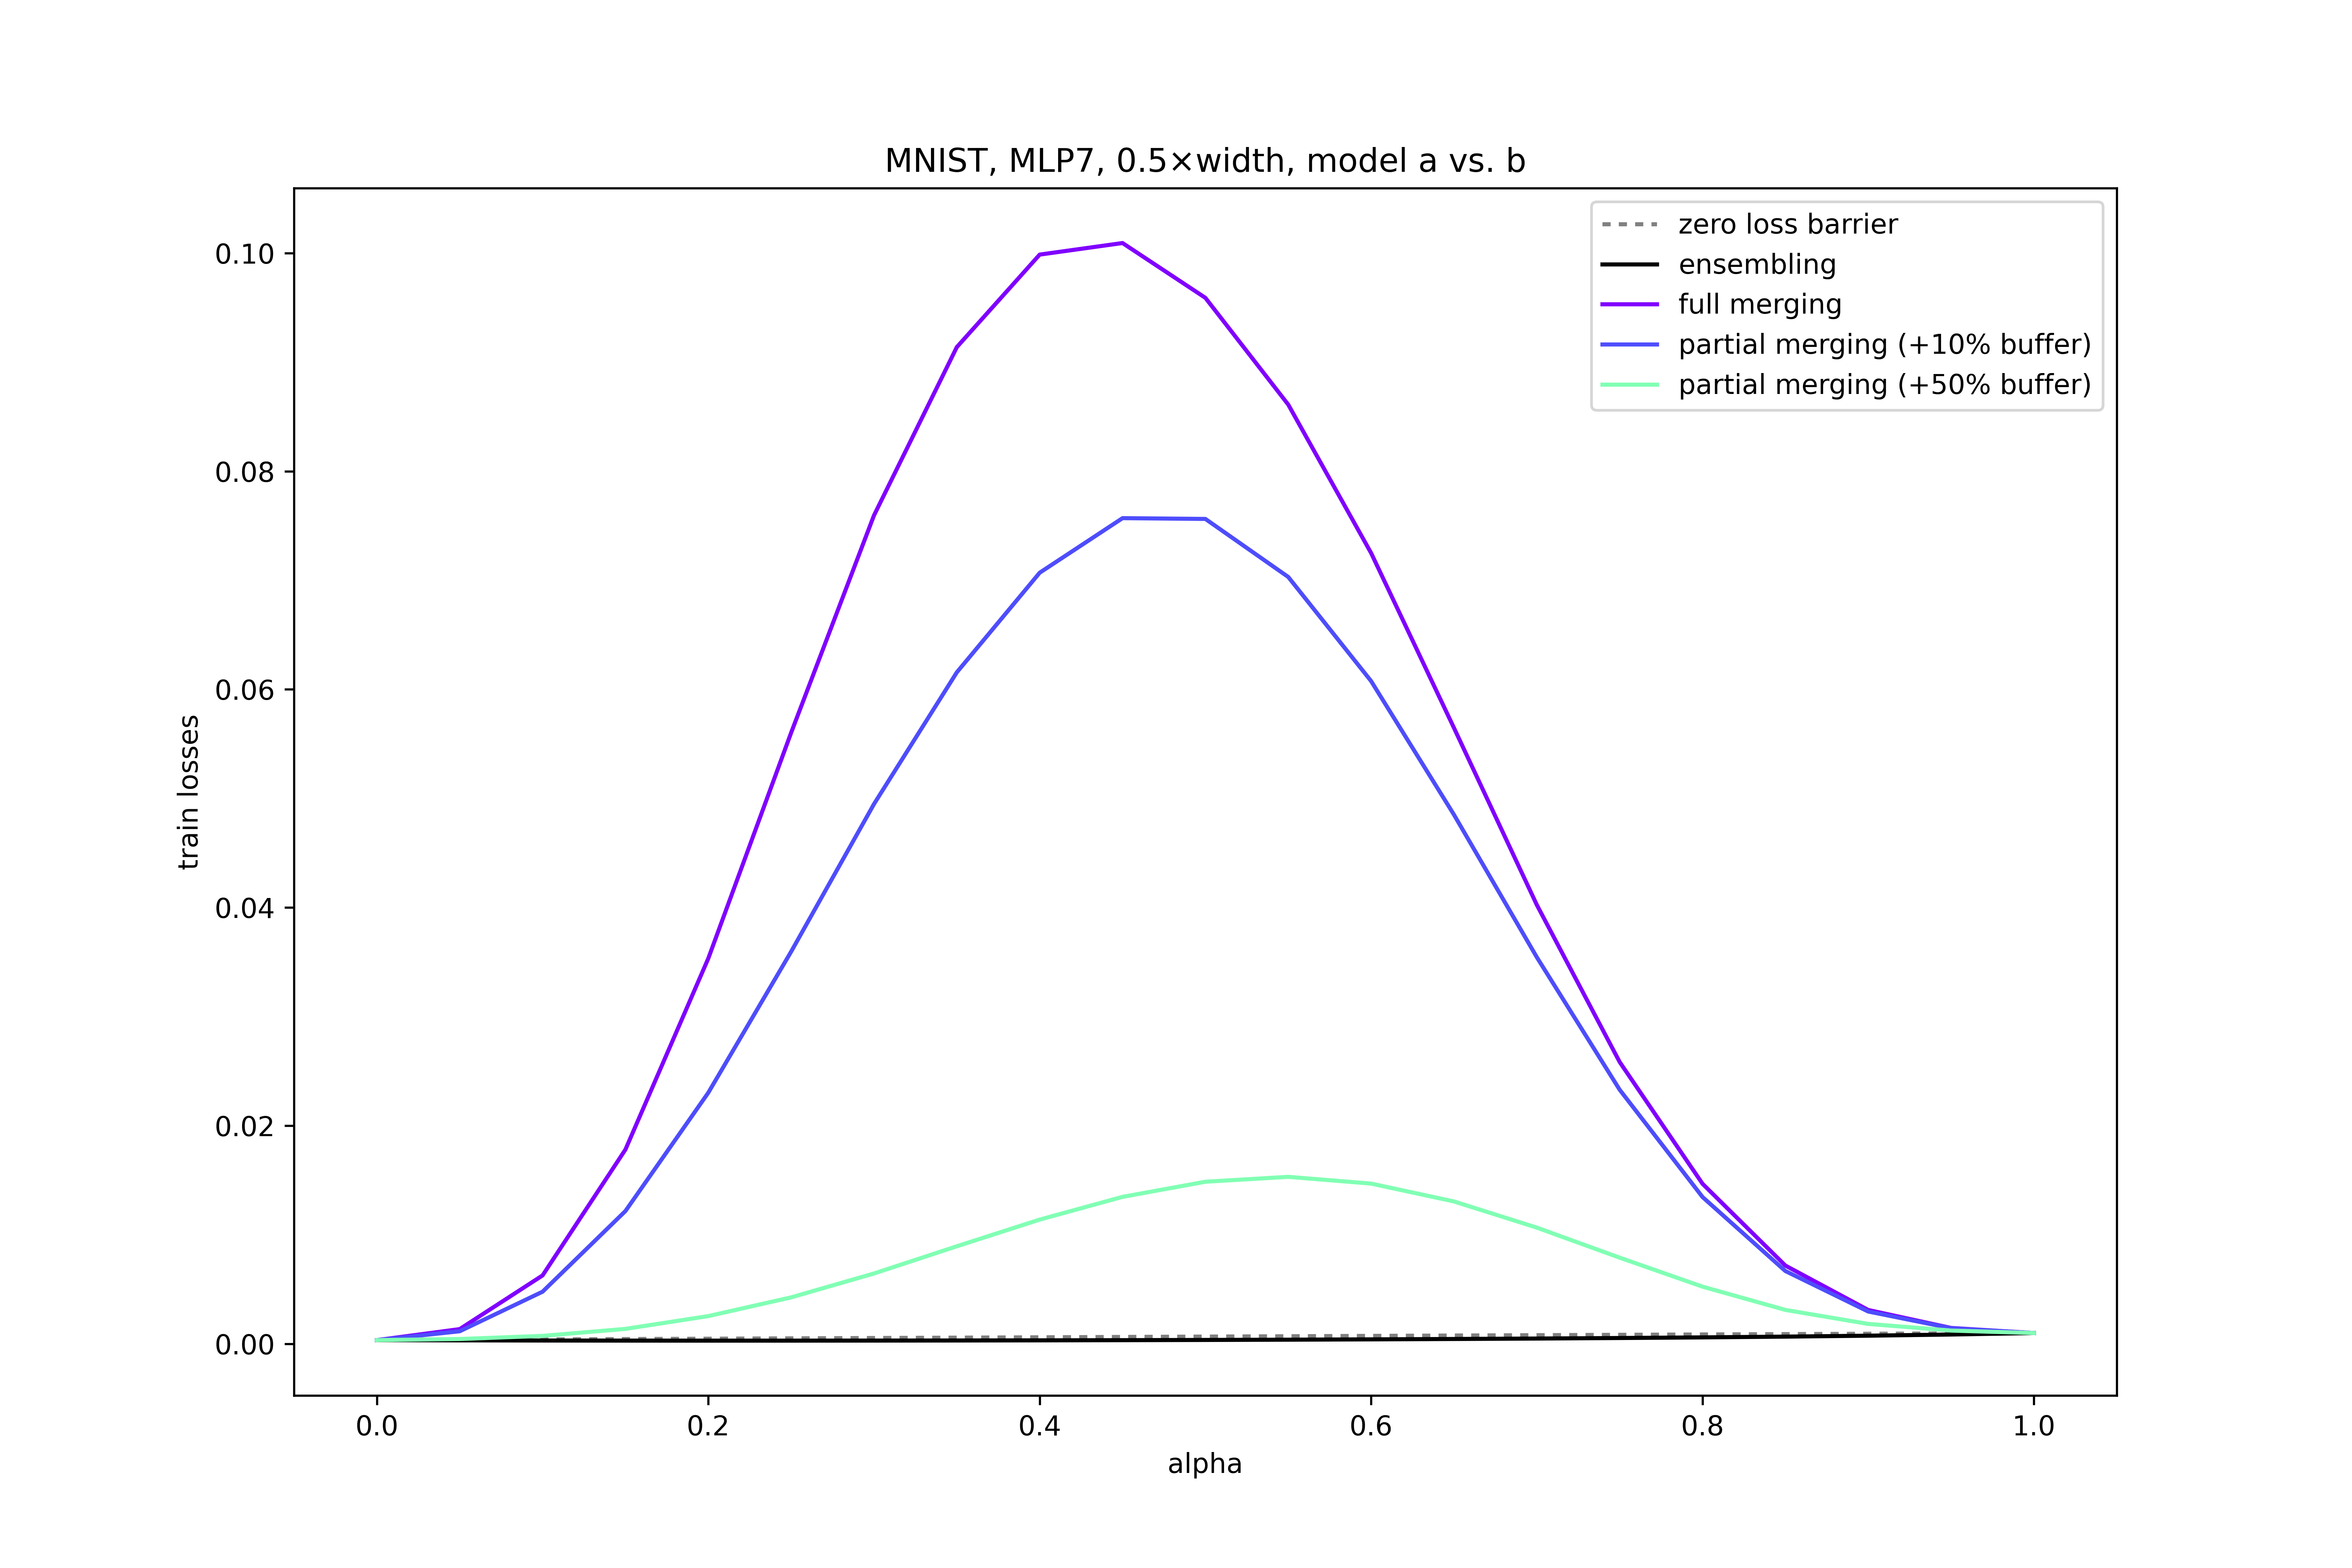 MNIST, MLP7, 0.5×width, model a vs. b
zero loss barrier
ensembling
full merging
partial merging (+10% buffer)
partial merging (+50% buffer)
train losses
0.10
0.08
0.06
0.04
0.02
0.00
0.0 0.2 0.4 0.6 0.8 1.0
alpha